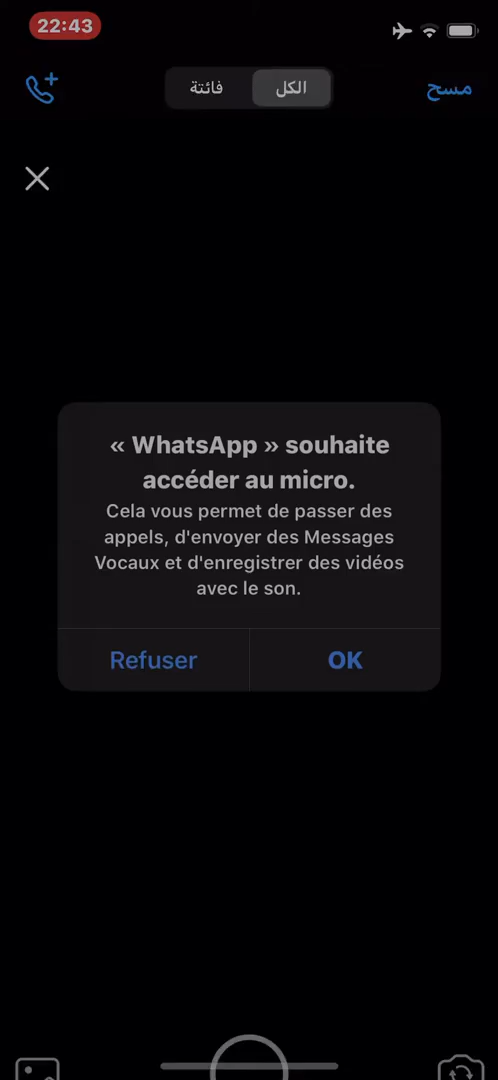 22:43
مسح
الكل
فائتة
« WhatsApp » souhaite
accéder au micro.
Cela vous permet de passer des
appels, d'envoyer des Messages
Vocaux et d'enregistrer des vidéos
avec le son.
Refuser
OK